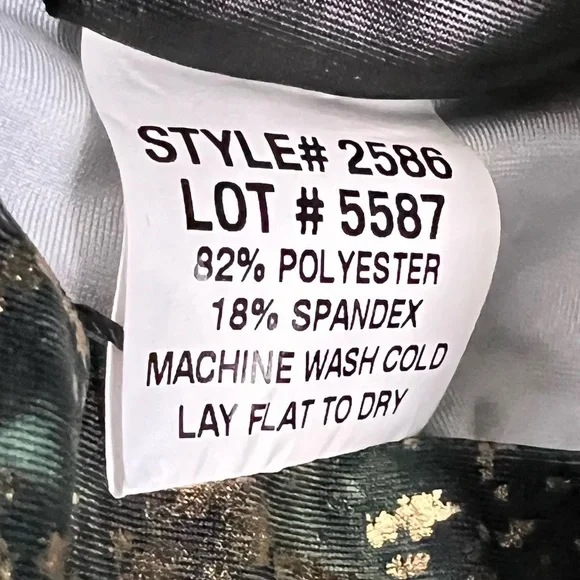 STYLE# 2586
LOT # 5587
82% POLYESTER
18% SPANDEX
MACHINE WASH COLD
LAY FLAT TO DRY